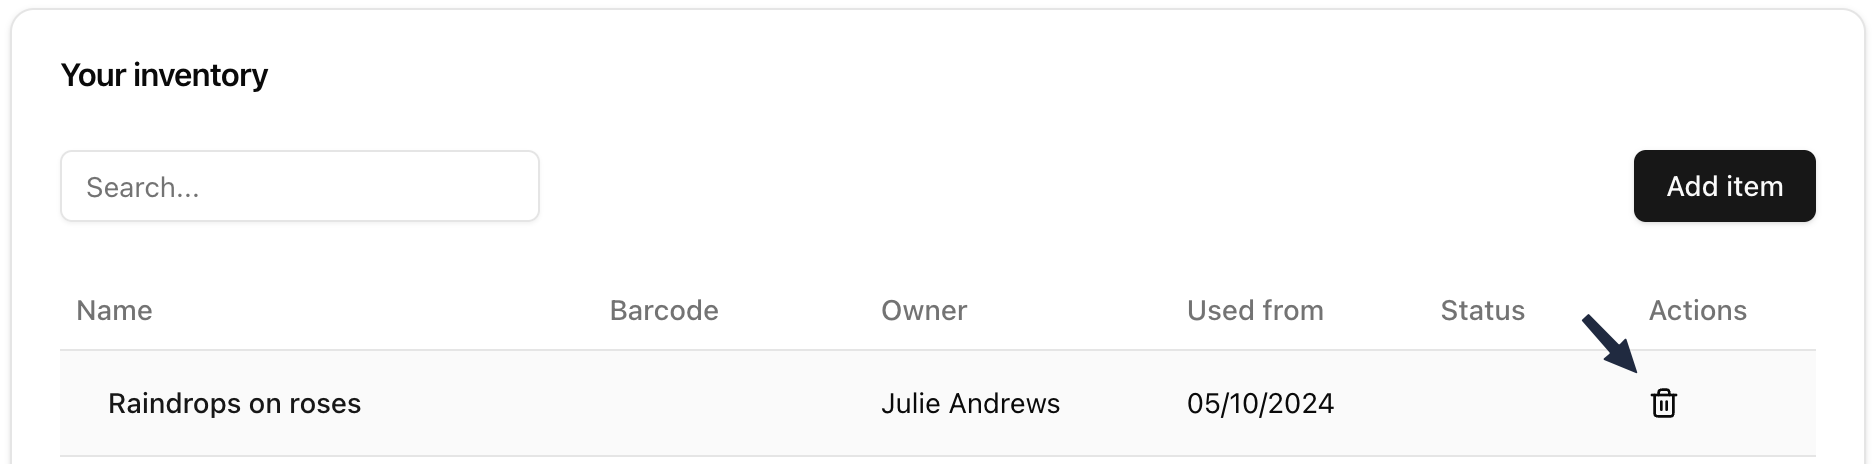 Your inventory
Search...
Add item
Name Barcode Owner Used from Status Actions
Raindrops on roses Julie Andrews 05/10/2024